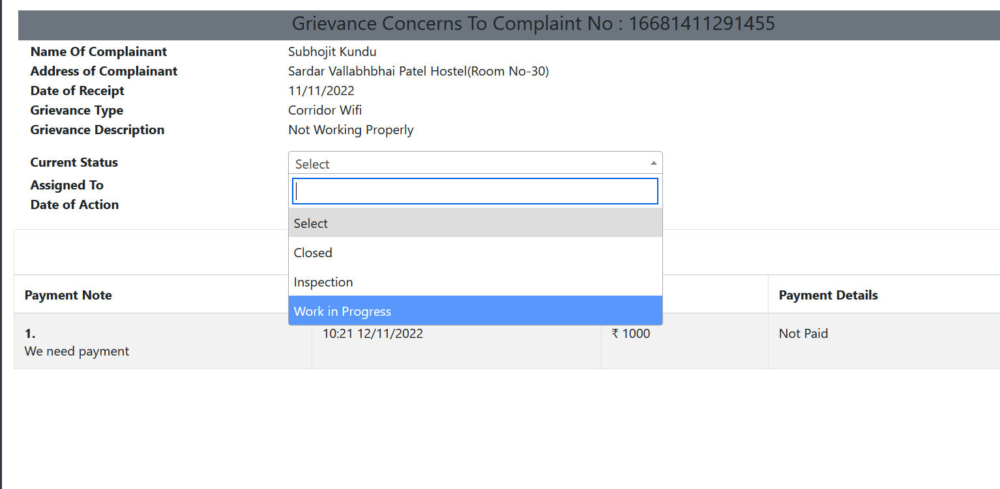 Grievance Concerns To Complaint No : 16681411291455
Name Of Complainant Subhojit Kundu
Address of Complainant Sardar Vallabhbhai Patel Hostel(Room No-30)
Date of Receipt 11/11/2022
Grievance Type Corridor Wifi
Grievance Description Not Working Properly
Current Status Select
Assigned To
Date of Action
Select
Closed
Inspection
Work in Progress
Payment Note Payment Details
1. 10:21 12/11/2022 ₹ 1000 Not Paid
We need payment